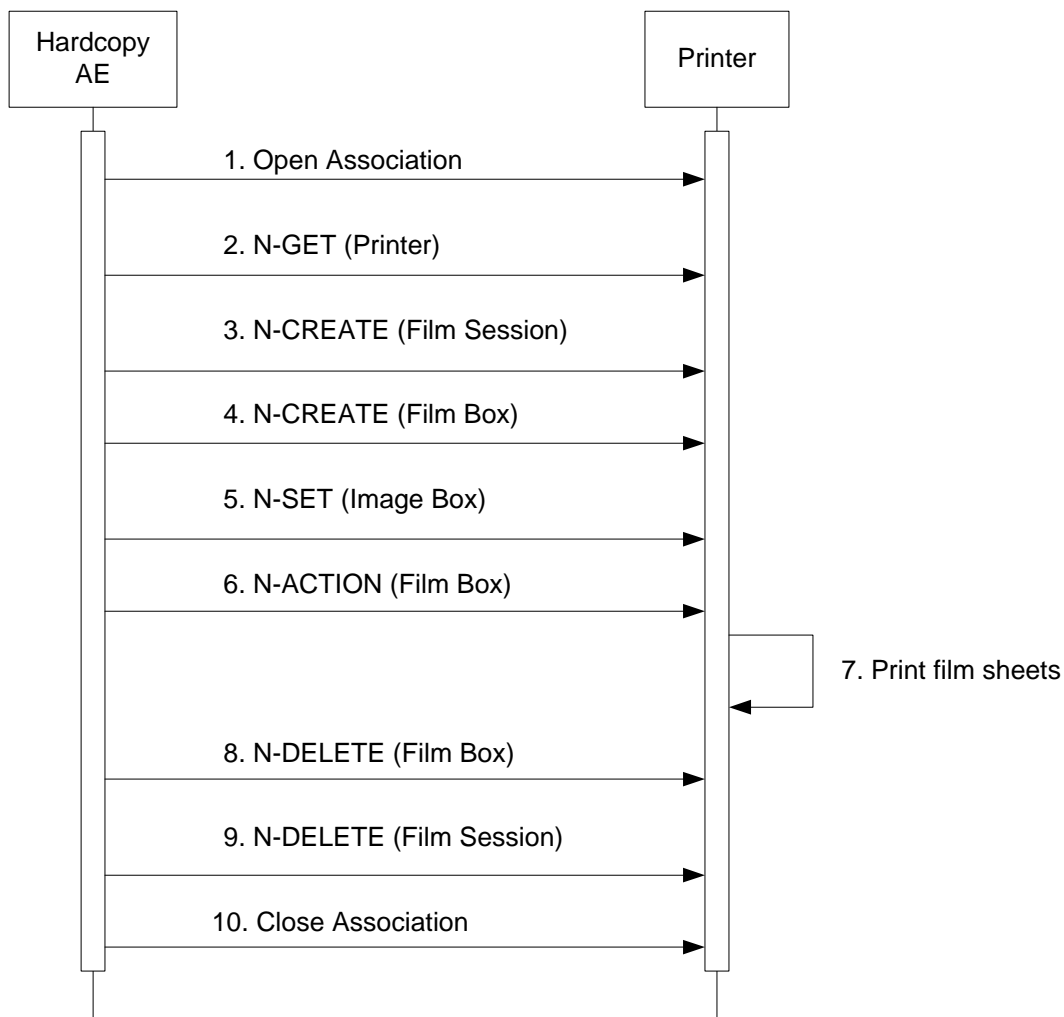 Hardcopy
AE
Printer
1. Open Association
2. N-GET (Printer)
3. N-CREATE (Film Session)
4. N-CREATE (Film Box)
5. N-SET (Image Box)
6. N-ACTION (Film Box)
7. Print film sheets
8. N-DELETE (Film Box)
9. N-DELETE (Film Session)
10. Close Association